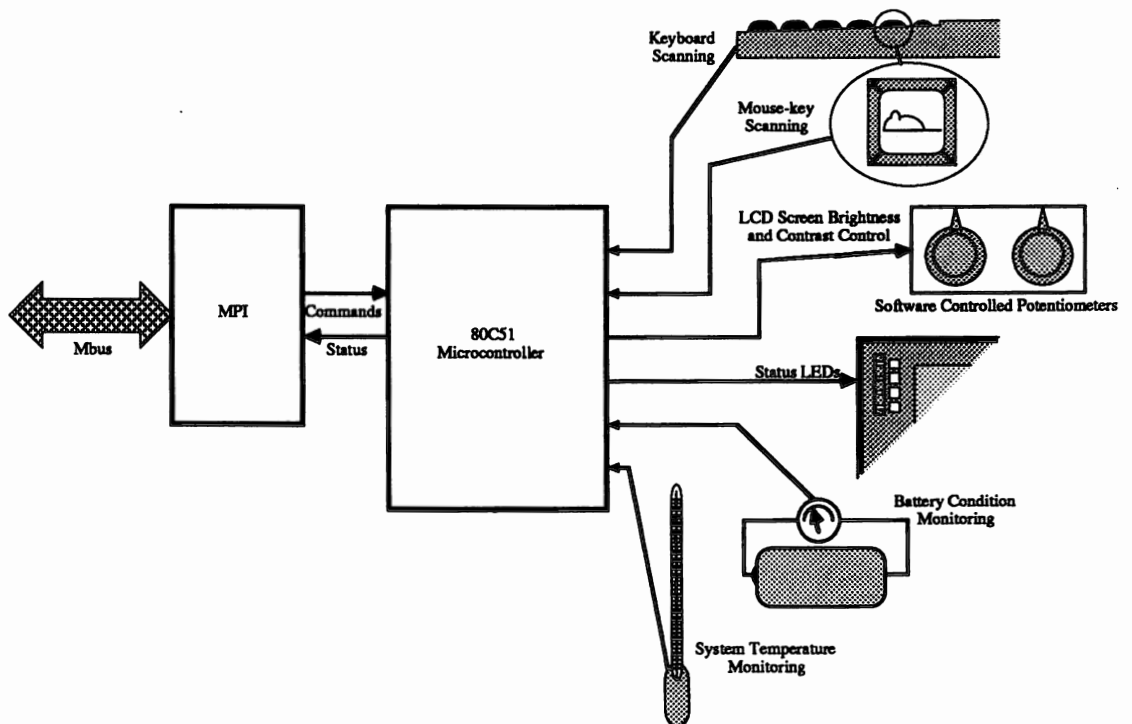 Keyboard
Scanning
Mouse-key
Scanning
LCD Screen Brightness
and Contrast Control
Software Controlled Potentiometers
MPI
Commands
Status
Mbus
80C51
Microcontroller
Status LEDs
Battery Condition
Monitoring
System Temperature
Monitoring